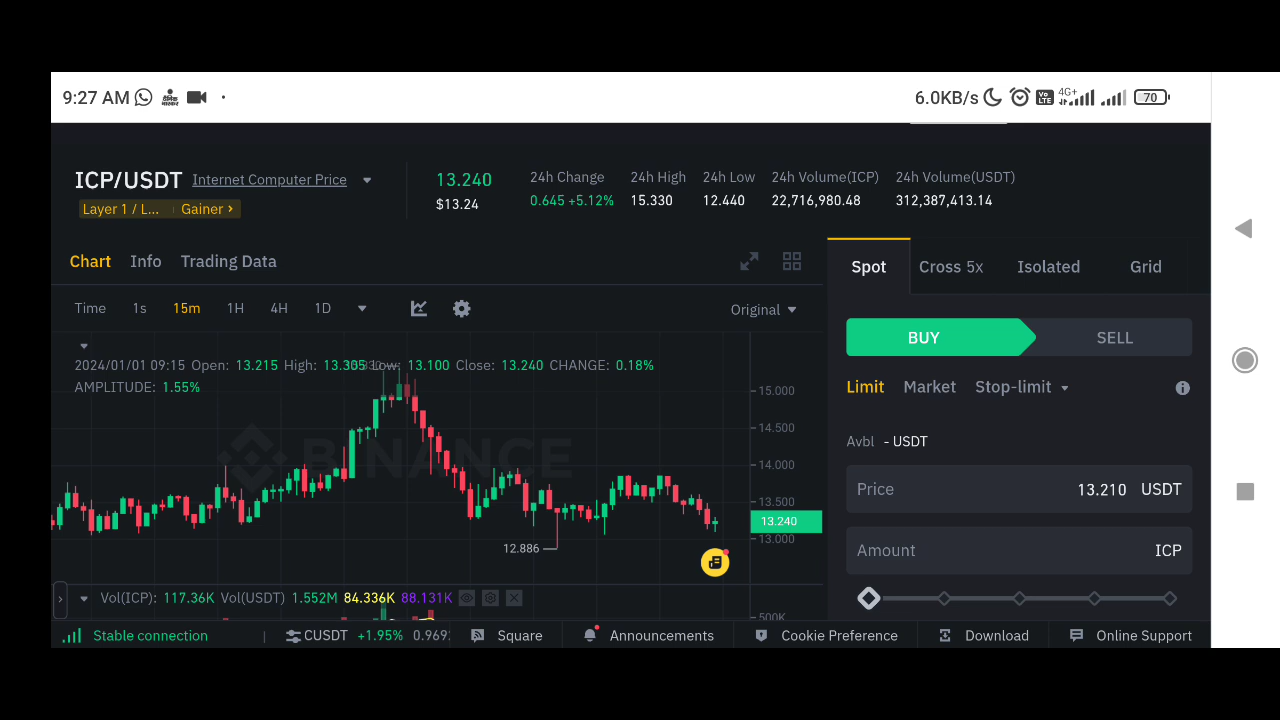 9:27 AM
6.0KB/s
Vo LTE
4G+
70
ICP/USDT
Internet Computer Price
Layer 1 / L...
Gainer
13.240
$13.24
24h Change
0.645 +5.12%
24h High
15.330
24h Low
12.440
24h Volume(ICP)
22,716,980.48
24h Volume(USDT)
312,387,413.14
Chart Info Trading Data
Time 1s 15m 1H 4H 1D
Original
2024/01/01 09:15 Open: 13.215 High: 13.305 Low: 13.100 Close: 13.240 CHANGE: 0.18%
AMPLITUDE: 1.55%
BINANCE
15.000
14.500
14.000
13.500
13.240
13.000
12.886
Vol(ICP): 117.36K Vol(USDT) 1.552M 84.336K 88.131K
500K
Spot Cross 5x Isolated Grid
BUY SELL
Limit Market Stop-limit
Avbl - USDT
Price 13.210 USDT
Amount ICP
Stable connection
CUSDT +1.95%
Square
Announcements
Cookie Preference
Download
Online Support